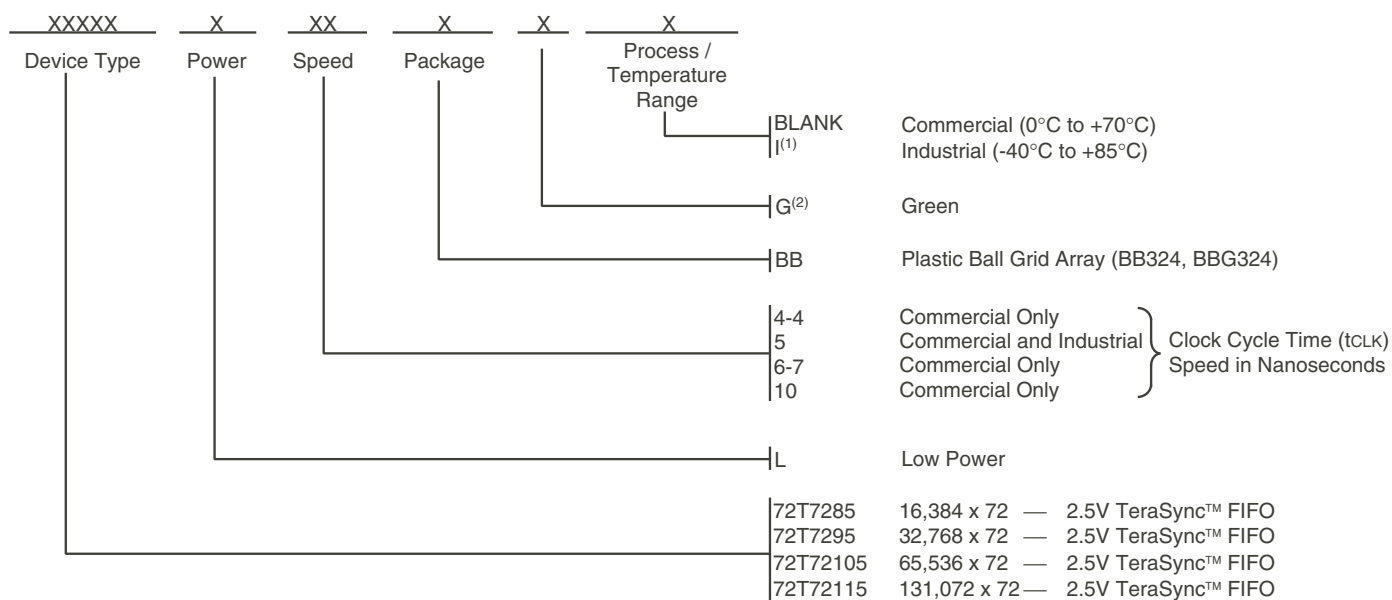 XXXXX X XX X X X
Device Type Power Speed Package Process /
Temperature
Range
BLANK Commercial (0°C to +70°C)
I(1) Industrial (-40°C to +85°C)
G(2) Green
BB Plastic Ball Grid Array (BB324, BBG324)
4-4 Commercial Only
5 Commercial and Industrial Clock Cycle Time (tCLK)
6-7 Commercial Only Speed in Nanoseconds
10 Commercial Only
L Low Power
72T7285 16,384 x 72 — 2.5V TeraSync™ FIFO
72T7295 32,768 x 72 — 2.5V TeraSync™ FIFO
72T72105 65,536 x 72 — 2.5V TeraSync™ FIFO
72T72115 131,072 x 72 — 2.5V TeraSync™ FIFO